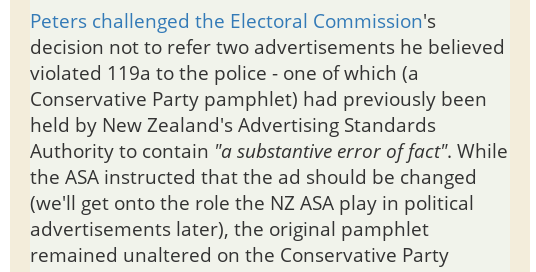 Peters challenged the Electoral Commission's
decision not to refer two advertisements he believed
violated 119a to the police - one of which (a
Conservative Party pamphlet) had previously been
held by New Zealand's Advertising Standards
Authority to contain "a substantive error of fact". While
the ASA instructed that the ad should be changed
(we'll get onto the role the NZ ASA play in political
advertisements later), the original pamphlet
remained unaltered on the Conservative Party